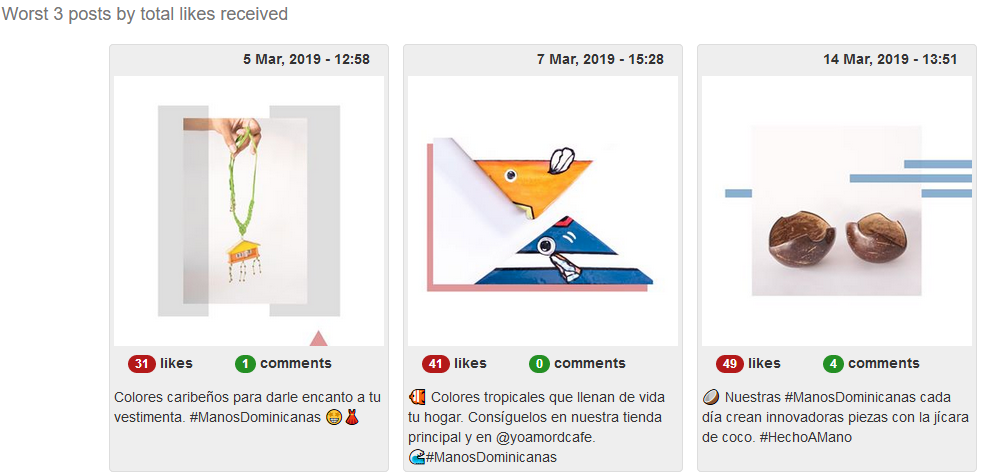 Worst 3 posts by total likes received
5 Mar, 2019 - 12:58
31 likes 1 comments
Colores caribeños para darle encanto a tu
vestimenta. #ManosDominicanas 😁💃
7 Mar, 2019 - 15:28
41 likes 0 comments
🐠 Colores tropicales que llenan de vida
tu hogar. Consíguelos en nuestra tienda
principal y en @yoamordcafe.
🌊#ManosDominicanas
14 Mar, 2019 - 13:51
49 likes 4 comments
🥥 Nuestras #ManosDominicanas cada
día crean innovadoras piezas con la jícara
de coco. #HechoAMano